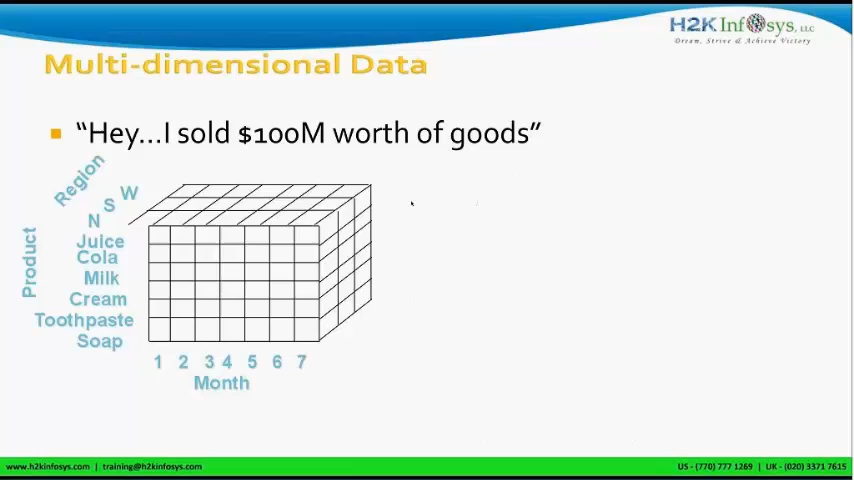 H2K Infosys, LLC
Dream, Strive & Achieve Victory
Multi-dimensional Data
“Hey...I sold $100M worth of goods”
Region
W
S
N
Product
Juice
Cola
Milk
Cream
Toothpaste
Soap
1 2 3 4 5 6 7
Month
www.h2kinfosys.com | training@h2kinfosys.com
US - (770) 777 1269 | UK - (020) 3371 7615